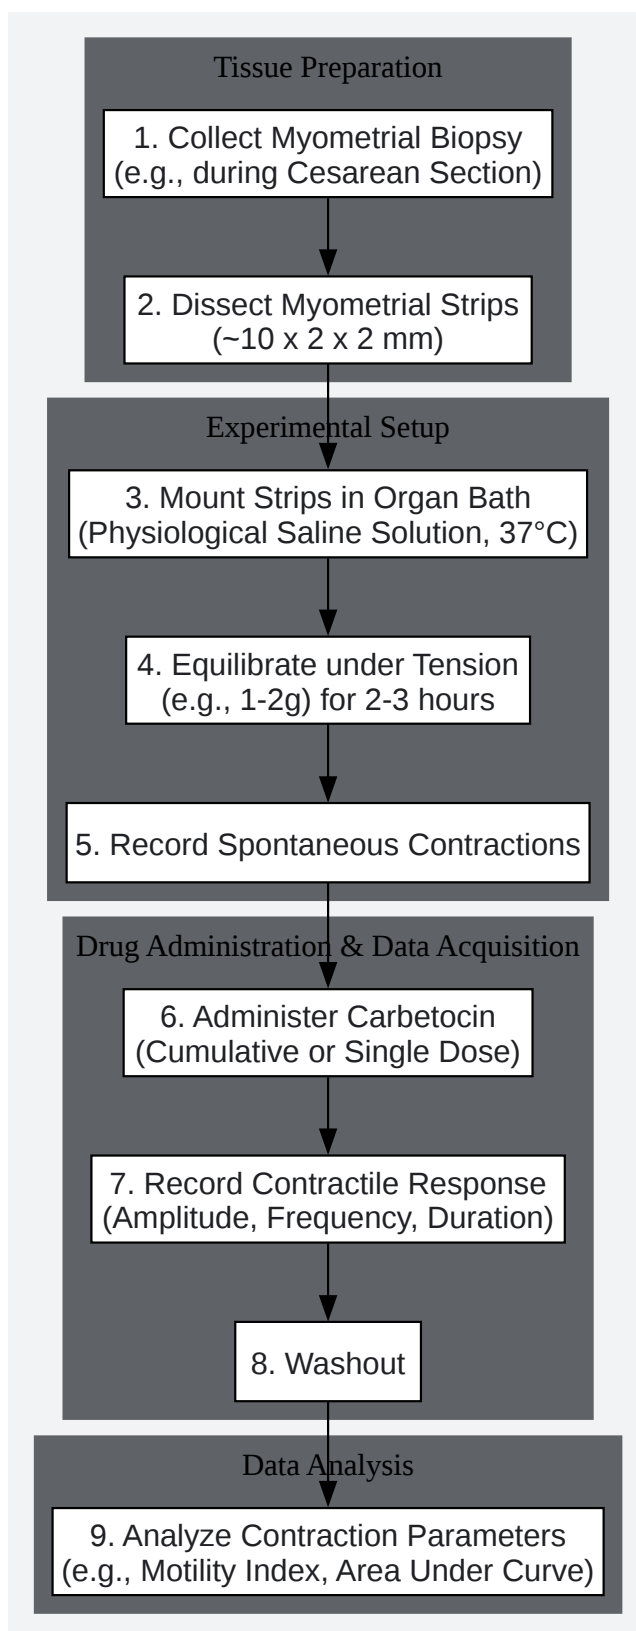 Tissue Preparation
1. Collect Myometrial Biopsy
(e.g., during Cesarean Section)
2. Dissect Myometrial Strips
(~10 x 2 x 2 mm)
Experimental Setup
3. Mount Strips in Organ Bath
(Physiological Saline Solution, 37°C)
4. Equilibrate under Tension
(e.g., 1-2g) for 2-3 hours
5. Record Spontaneous Contractions
Drug Administration & Data Acquisition
6. Administer Carbetocin
(Cumulative or Single Dose)
7. Record Contractile Response
(Amplitude, Frequency, Duration)
8. Washout
Data Analysis
9. Analyze Contraction Parameters
(e.g., Motility Index, Area Under Curve)